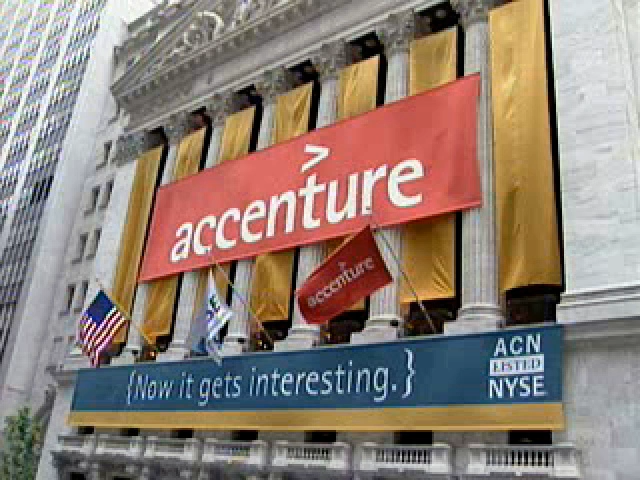 >
accenture
>
accenture
{Now it gets interesting.}
ACN
LISTED
NYSE